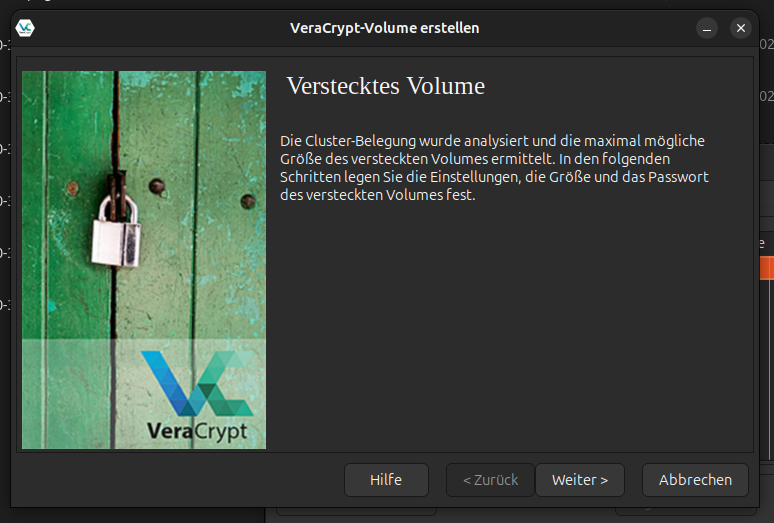 VeraCrypt-Volume erstellen
Verstecktes Volume
Die Cluster-Belegung wurde analysiert und die maximal mögliche
Größe des versteckten Volumes ermittelt. In den folgenden
Schritten legen Sie die Einstellungen, die Größe und das Passwort
des versteckten Volumes fest.
VeraCrypt
Hilfe
< Zurück
Weiter >
Abbrechen